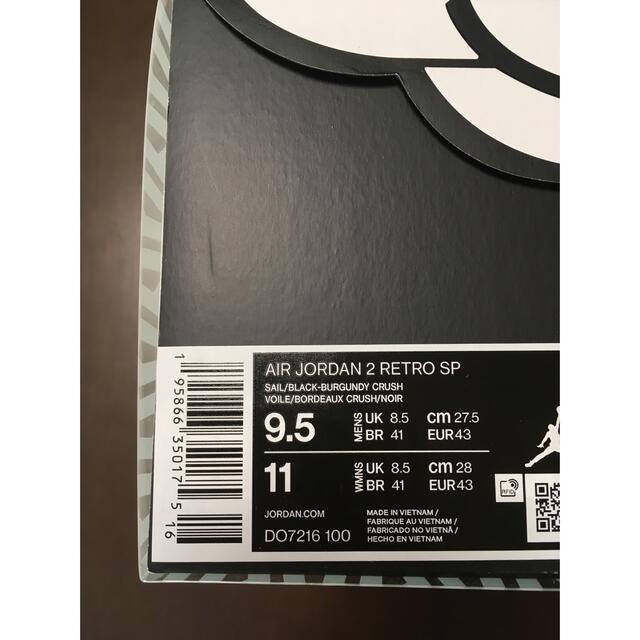 AIR JORDAN 2 RETRO SP
SAIL/BLACK-BURGUNDY CRUSH
VOILE/BORDEAUX CRUSH/NOIR
9.5 MENS UK 8.5 cm 27.5
BR 41 EUR 43
11 WMNS UK 8.5 cm 28
BR 41 EUR 43
JORDAN.COM
DO7216 100
MADE IN VIETNAM /
FABRIQUE AU VIETNAM /
FABRICADO NO VIETNÃ /
HECHO EN VIETNAM
RFID
1 95866 35017 5 16